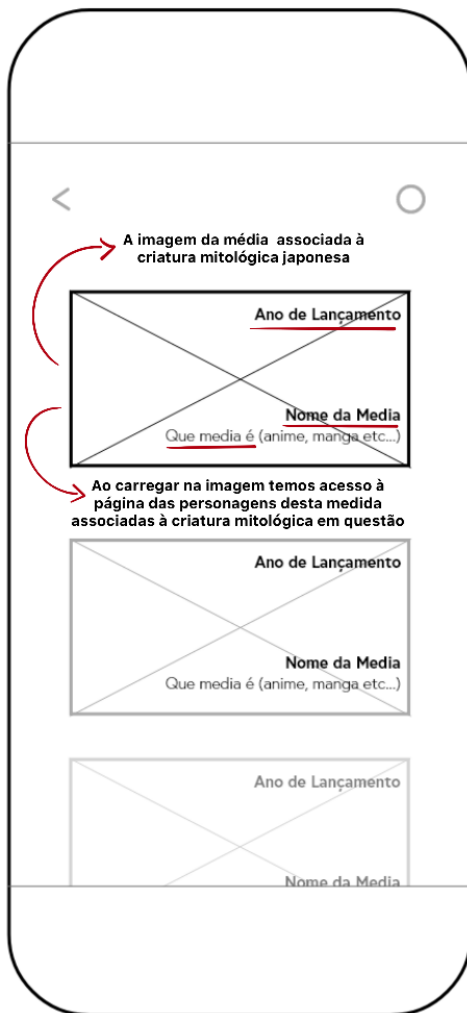 A imagem da média associada à
criatura mitológica japonesa
Ano de Lançamento
Nome da Media
Que media é (anime, manga etc...)
Ao carregar na imagem temos acesso à
página das personagens desta medida
associadas à criatura mitológica em questão
Ano de Lançamento
Nome da Media
Que media é (anime, manga etc...)
Ano de Lançamento
Nome da Media